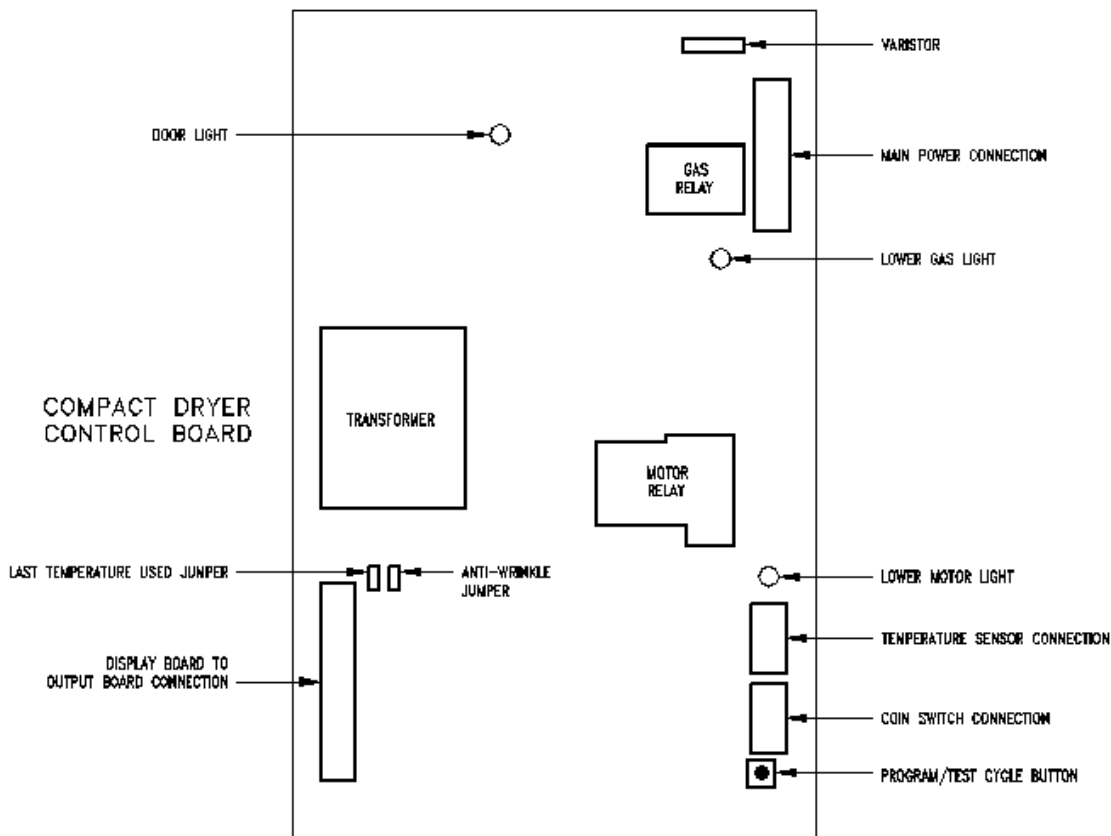 VARISTOR
DOOR LIGHT
MAIN POWER CONNECTION
GAS
RELAY
LOWER GAS LIGHT
COMPACT DRYER
CONTROL BOARD
TRANSFORMER
MOTOR
RELAY
LAST TEMPERATURE USED JUMPER
ANTI-WRINKLE
JUMPER
LOWER MOTOR LIGHT
TEMPERATURE SENSOR CONNECTION
DISPLAY BOARD TO
OUTPUT BOARD CONNECTION
COIN SWITCH CONNECTION
PROGRAM/TEST CYCLE BUTTON